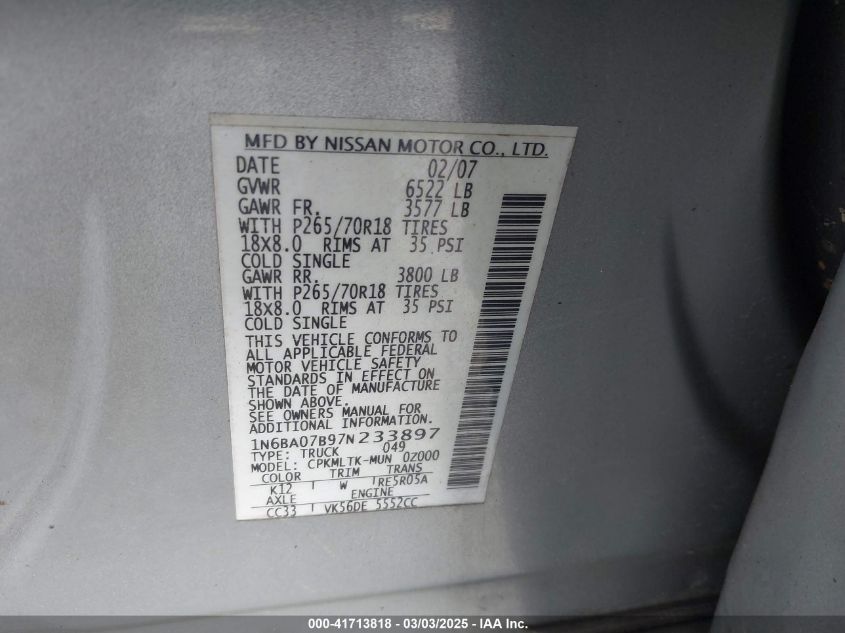 MFD BY NISSAN MOTOR CO., LTD.
DATE 02/07
GVWR 6522 LB
GAWR FR. 3577 LB
WITH P265/70R18 TIRES
18X8.0 RIMS AT 35 PSI
COLD SINGLE
GAWR RR. 3800 LB
WITH P265/70R18 TIRES
18X8.0 RIMS AT 35 PSI
COLD SINGLE
THIS VEHICLE CONFORMS TO
ALL APPLICABLE FEDERAL
MOTOR VEHICLE SAFETY
STANDARDS IN EFFECT ON
THE DATE OF MANUFACTURE
SHOWN ABOVE.
SEE OWNERS MANUAL FOR
ADDITIONAL INFORMATION.
1N6BA07B97N233897
TYPE: TRUCK 049
MODEL: CPKMLTK-MUN 0Z000
COLOR TRIM TRANS
K12 W RE5R05A
AXLE ENGINE
CC33 VK56DE 5552CC
000-41713818 - 03/03/2025 - IAA Inc.